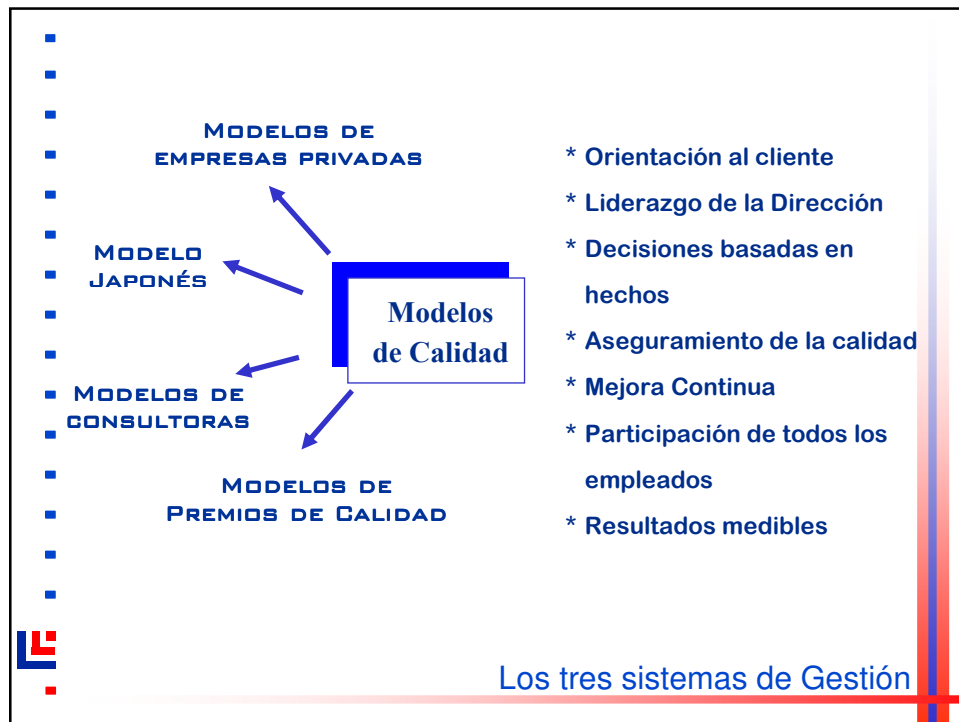 Modelos de
empresas privadas
Modelo
Japonés
Modelos de
consultoras
Modelos de
Premios de Calidad
Modelos
de Calidad
* Orientación al cliente
* Liderazgo de la Dirección
* Decisiones basadas en
hechos
* Aseguramiento de la calidad
* Mejora Continua
* Participación de todos los
empleados
* Resultados medibles
Los tres sistemas de Gestión